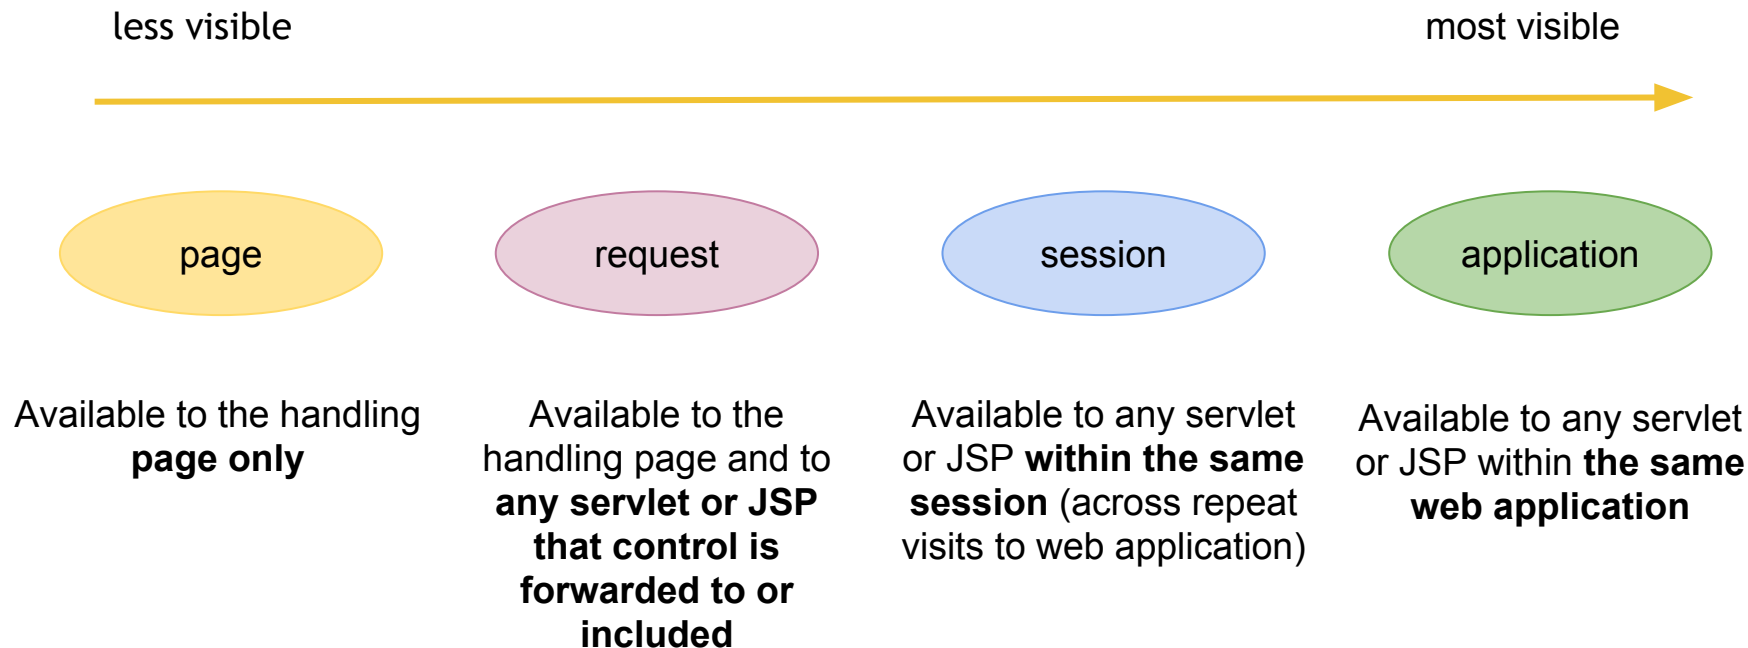 less visible
most visible
page
request
session
application
Available to the handling
page only
Available to the
handling page and to
any servlet or JSP
that control is
forwarded to or
included
Available to any servlet
or JSP within the same
session (across repeat
visits to web application)
Available to any servlet
or JSP within the same
web application